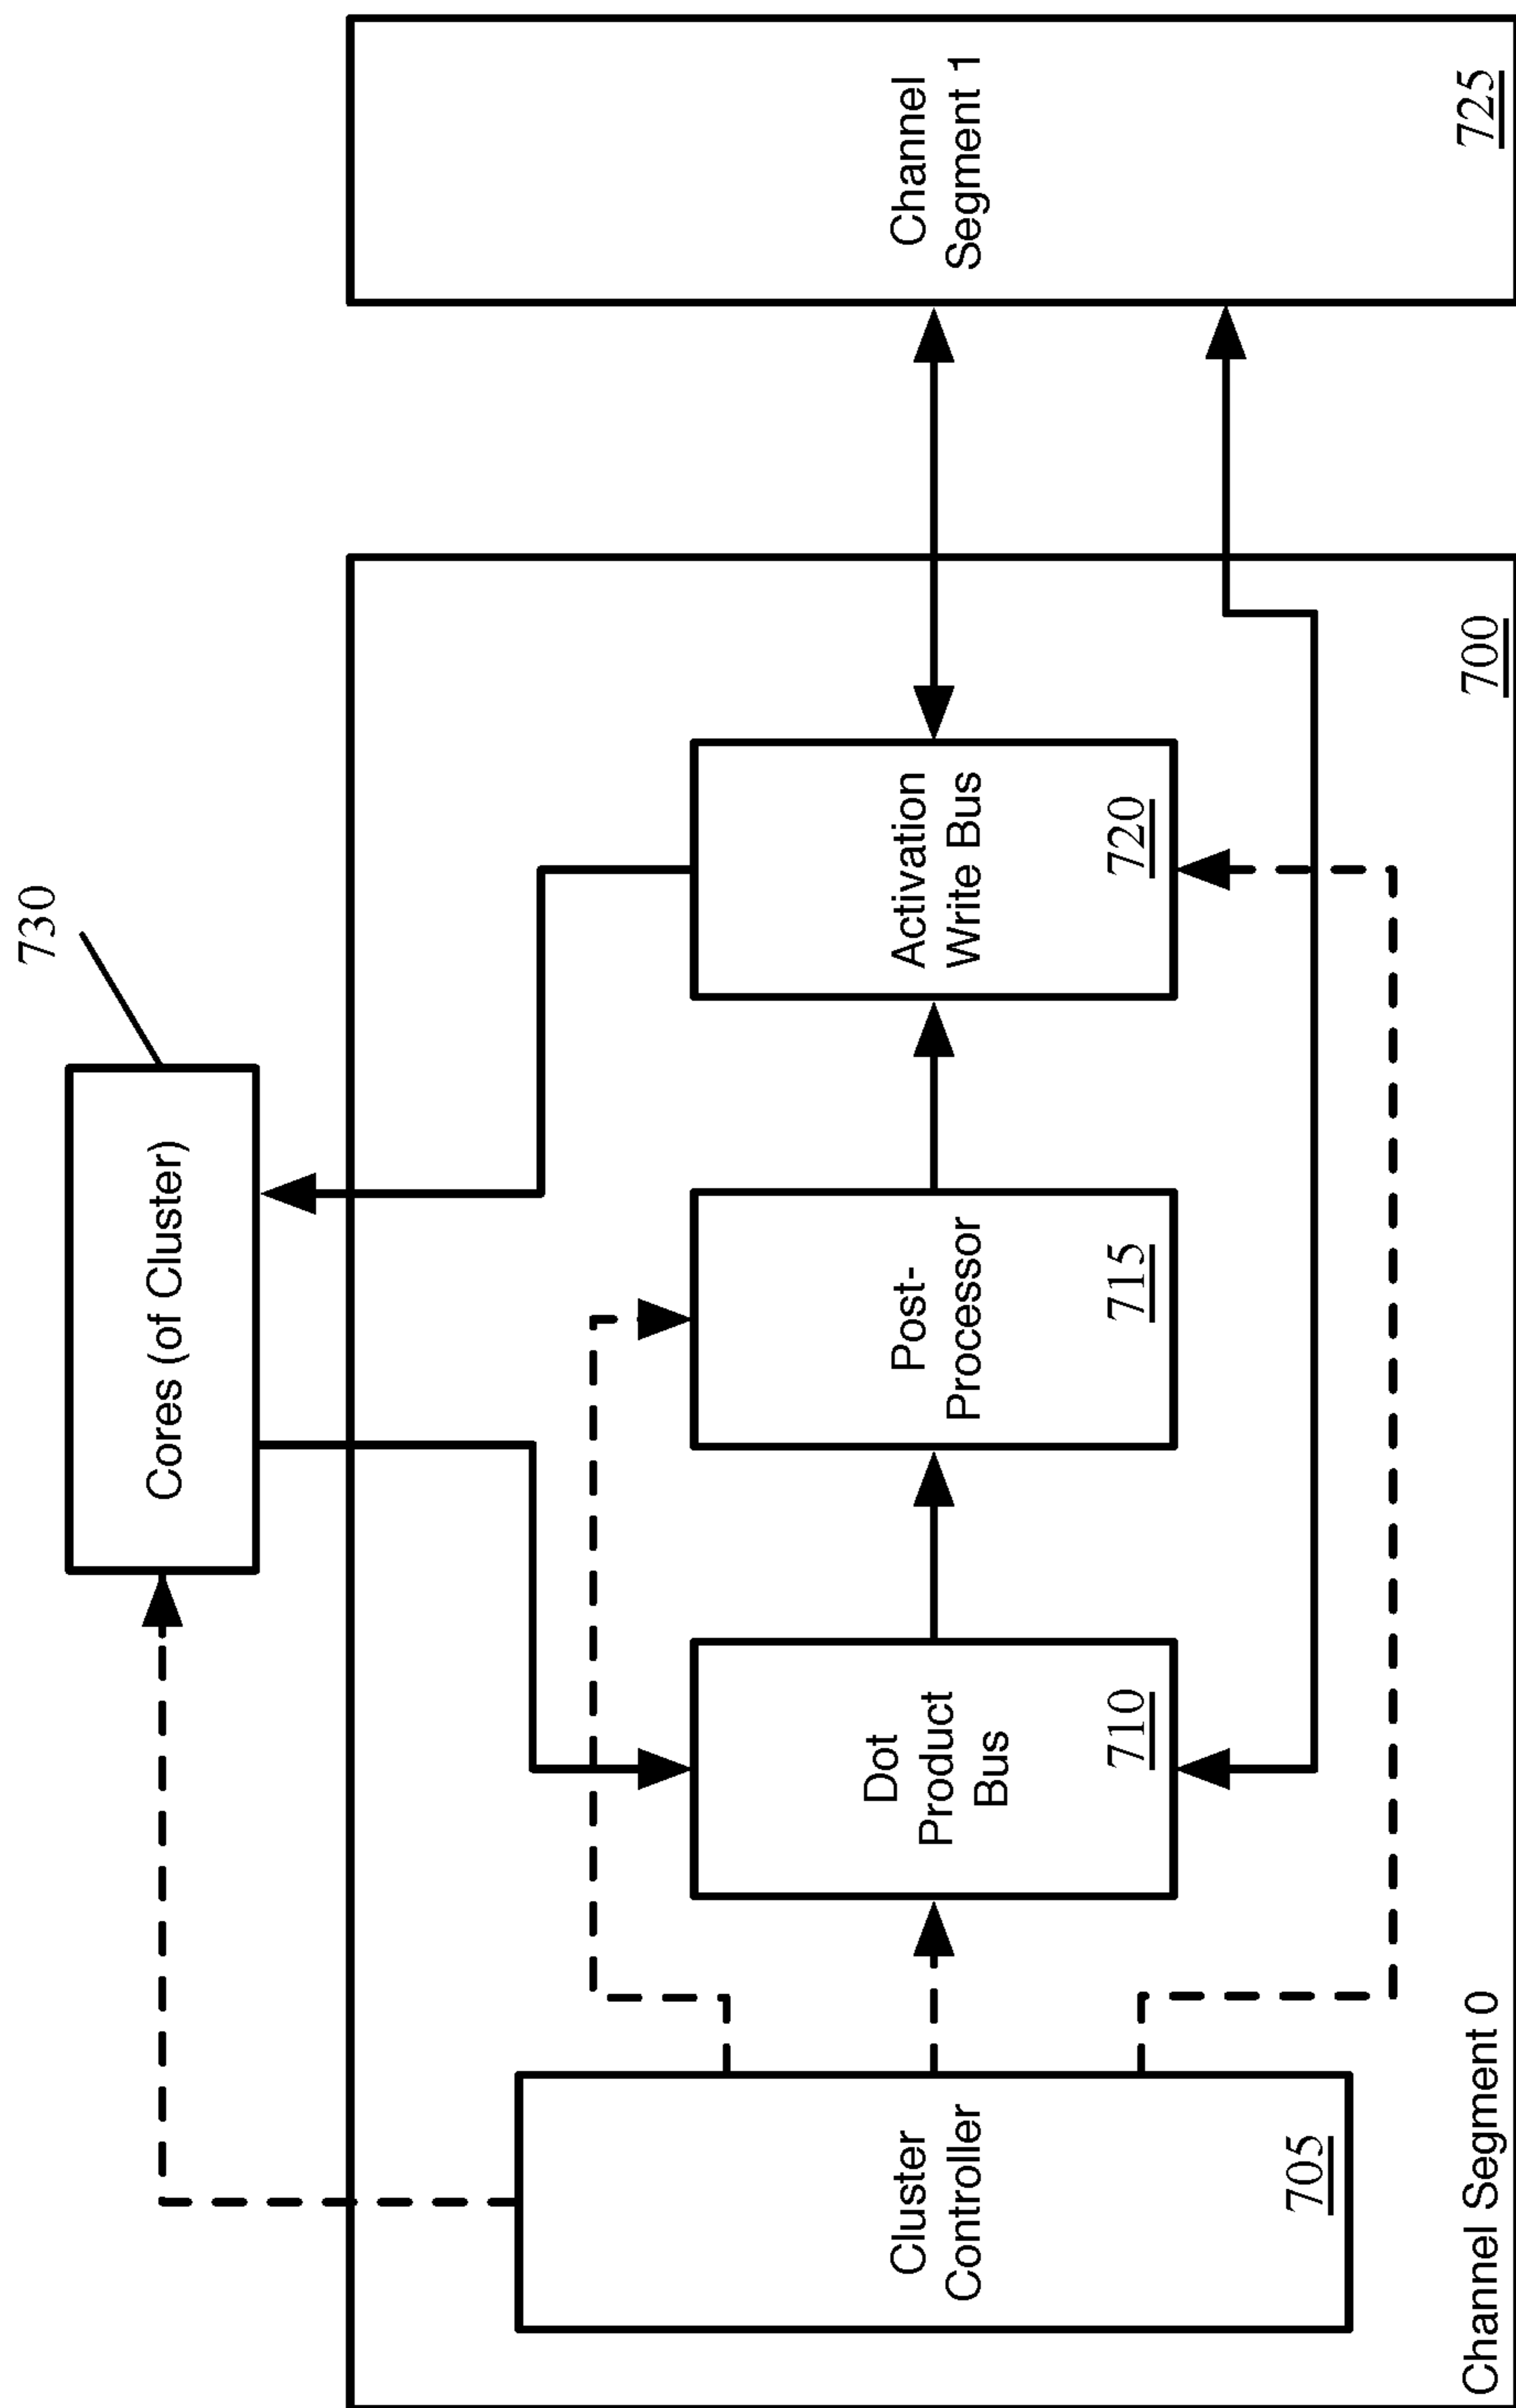 730
Cores (of Cluster)
Cluster
Controller
705
Dot
Product
Bus
710
Post-
Processor
715
Activation
Write Bus
720
Channel
Segment 1
725
Channel Segment 0
700